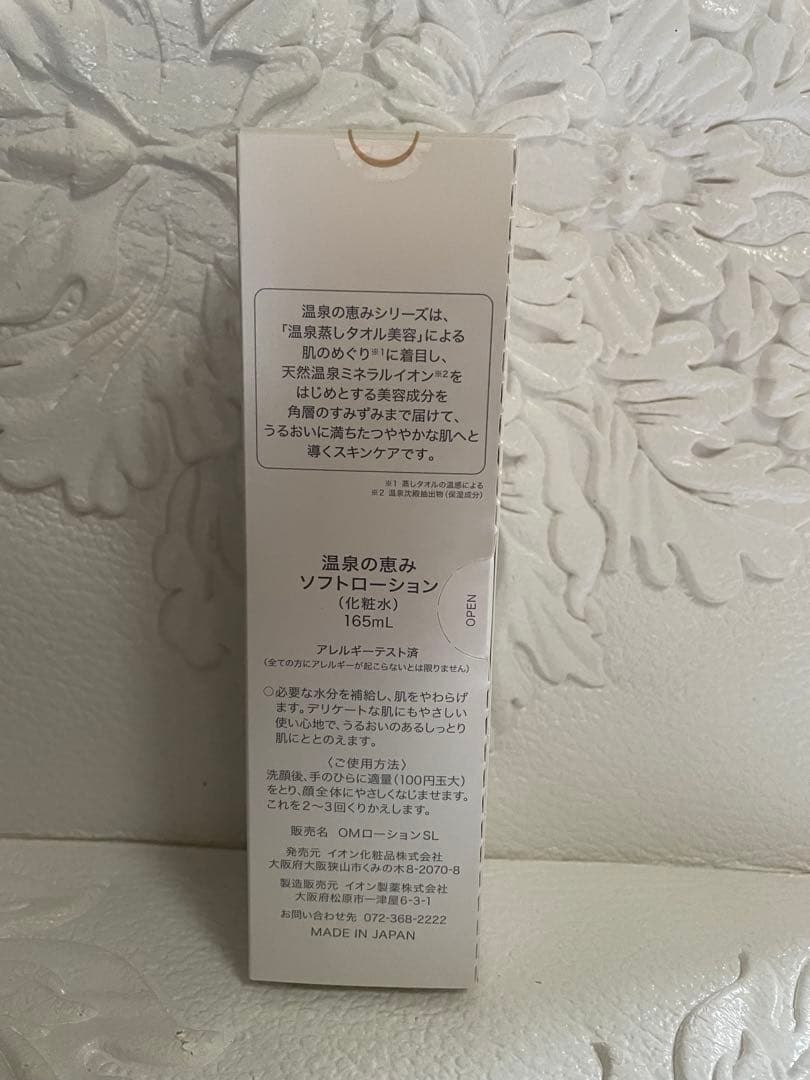 温泉の恵みシリーズは、
「温泉蒸しタオル美容」による
肌のめぐり※1に着目し、
天然温泉ミネラルイオン※2を
はじめとする美容成分を
角層のすみずみまで届けて、
うるおいに満ちたつややかな肌へと
導くスキンケアです。
※1 蒸しタオルの温感による
※2 温泉沈殿抽出物(保湿成分)
温泉の恵み
ソフトローション
(化粧水)
165mL
OPEN
アレルギーテスト済
(全ての方にアレルギーが起こらないとは限りません)
○必要な水分を補給し、肌をやわらげ
ます。デリケートな肌にもやさしい
使い心地で、うるおいのあるしっとり
肌にととのえます。
〈ご使用方法〉
洗顔後、手のひらに適量(100円玉大)
をとり、顔全体にやさしくなじませます。
これを2〜3回くりかえします。
販売名 OMローションSL
発売元 イオン化粧品株式会社
大阪府大阪狭山市くみの木8-2070-8
製造販売元 イオン製薬株式会社
大阪府松原市一津屋6-3-1
お問い合わせ先 072-368-2222
MADE IN JAPAN